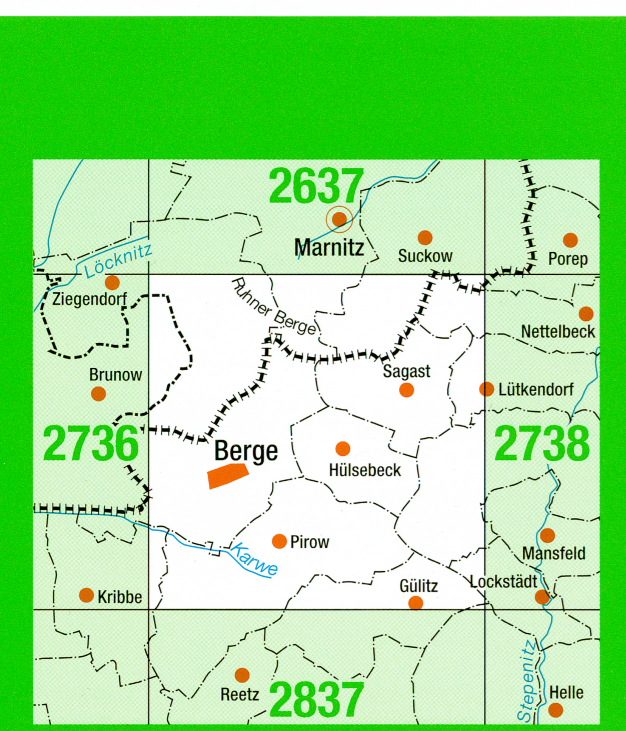 2637
Marnitz
Suckow
Porep
Löcknitz
Ziegendorf
Ruhner Berge
Nettelbeck
Brunow
Sagast
Lütkendorf
2736
Berge
2738
Hülsebeck
Pirow
Karwe
Mansfeld
Kribbe
Gülitz
Lockstädt
Stepenitz
Reetz
2837
Helle